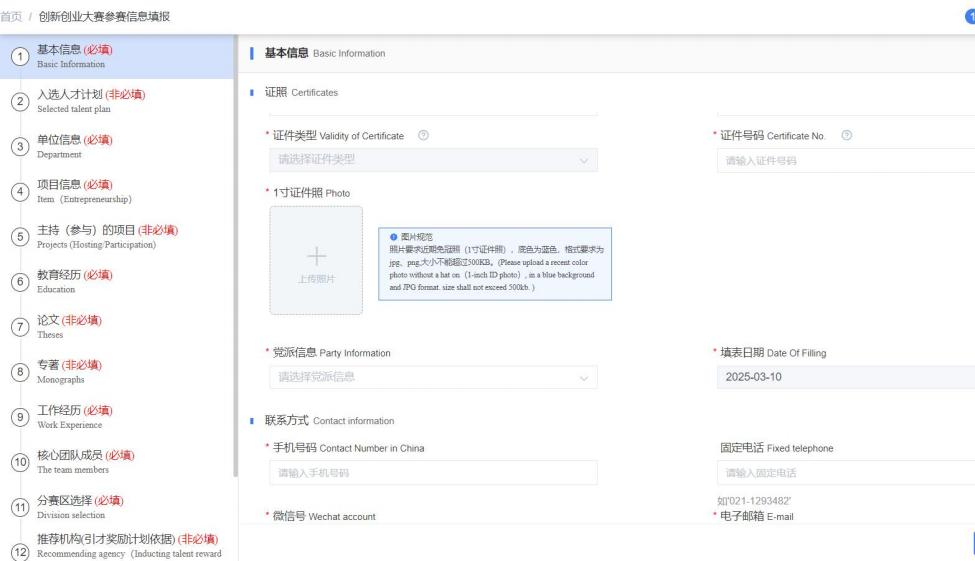 首页 / 创新创业大赛参赛信息填报
1
1 基本信息 (必填)
Basic Information
2 入选人才计划 (非必填)
Selected talent plan
3 单位信息 (必填)
Department
4 项目信息 (必填)
Item（Entrepreneurship）
5 主持（参与）的项目 (非必填)
Projects (Hosting/Participation)
6 教育经历 (必填)
Education
7 论文 (非必填)
Theses
8 专著 (非必填)
Monographs
9 工作经历 (必填)
Work Experience
10 核心团队成员 (必填)
The team members
11 分赛区选择 (必填)
Division selection
12 推荐机构(引才奖励计划依据) (非必填)
Recommending agency（Inducting talent reward
基本信息 Basic Information
证照 Certificates
* 证件类型 Validity of Certificate ?
请选择证件类型
* 证件号码 Certificate No. ?
请输入证件号码
* 1寸证件照 Photo
上传照片
图片规范
照片要求近期免冠照（1寸证件照），底色为蓝色，格式要求为
jpg、png,大小不能超过500KB。(Please upload a recent color
photo without a hat on（1-inch ID photo）, in a blue background
and JPG format. size shall not exceed 500kb. )
* 党派信息 Party Information
请选择党派信息
* 填表日期 Date Of Filling
2025-03-10
联系方式 Contact information
* 手机号码 Contact Number in China
请输入手机号码
固定电话 Fixed telephone
请输入固定电话
如'021-1293482'
* 微信号 Wechat account
* 电子邮箱 E-mail